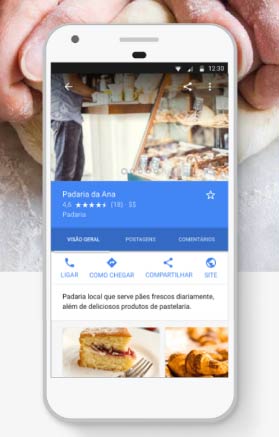 12:30
Padaria da Ana
4,6 ★★★★★ (18) · $$
Padaria
VISÃO GERAL POSTAGENS COMENTÁRIOS
LIGAR COMO CHEGAR COMPARTILHAR SITE
Padaria local que serve pães frescos diariamente,
além de deliciosos produtos de pastelaria.